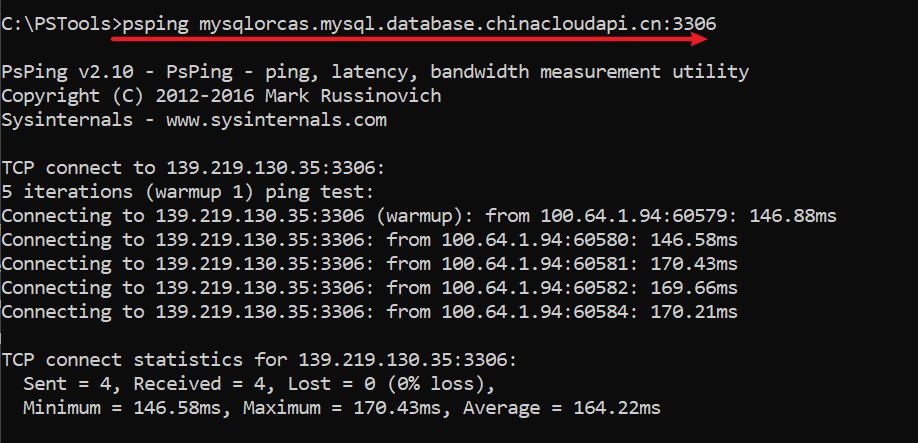 C:\PSTools>psping mysqlorcas.mysql.database.chinacloudapi.cn:3306
PsPing v2.10 - PsPing - ping, latency, bandwidth measurement utility
Copyright (C) 2012-2016 Mark Russinovich
Sysinternals - www.sysinternals.com
TCP connect to 139.219.130.35:3306:
5 iterations (warmup 1) ping test:
Connecting to 139.219.130.35:3306 (warmup): from 100.64.1.94:60579: 146.88ms
Connecting to 139.219.130.35:3306: from 100.64.1.94:60580: 146.58ms
Connecting to 139.219.130.35:3306: from 100.64.1.94:60581: 170.43ms
Connecting to 139.219.130.35:3306: from 100.64.1.94:60582: 169.66ms
Connecting to 139.219.130.35:3306: from 100.64.1.94:60584: 170.21ms
TCP connect statistics for 139.219.130.35:3306:
Sent = 4, Received = 4, Lost = 0 (0% loss),
Minimum = 146.58ms, Maximum = 170.43ms, Average = 164.22ms